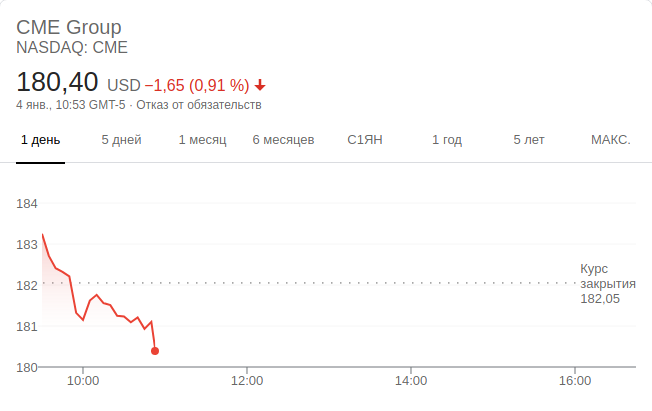 CME Group
NASDAQ: CME
180,40 USD −1,65 (0,91 %)
4 янв., 10:53 GMT-5 · Отказ от обязательств
1 день 5 дней 1 месяц 6 месяцев С1ЯН 1 год 5 лет МАКС.
184
183
182
181
180
Курс
закрытия
182,05
10:00 12:00 14:00 16:00